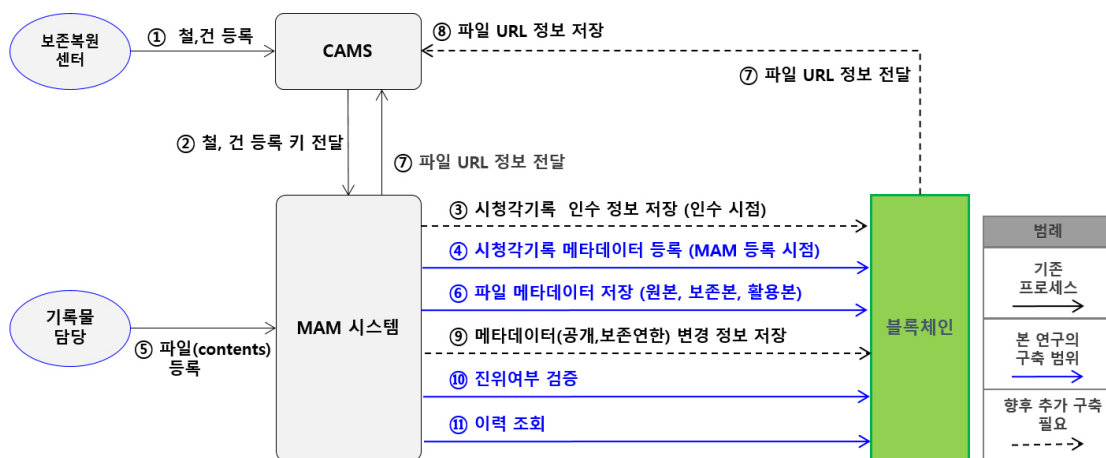 보존복원
센터
① 철,건 등록
CAMS
⑧ 파일 URL 정보 저장
⑦ 파일 URL 정보 전달
② 철, 건 등록 키 전달
⑦ 파일 URL 정보 전달
③ 시청각기록 인수 정보 저장 (인수 시점)
④ 시청각기록 메타데이터 등록 (MAM 등록 시점)
⑥ 파일 메타데이터 저장 (원본, 보존본, 활용본)
⑨ 메타데이터(공개,보존연한) 변경 정보 저장
⑩ 진위여부 검증
⑪ 이력 조회
기록물
담당
⑤ 파일(contents)
등록
MAM 시스템
블록체인
범례
기존
프로세스
본 연구의
구축 범위
향후 추가 구축
필요